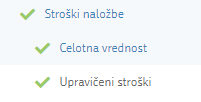 Stroški naložbe
Celotna vrednost
Upravičeni stroški